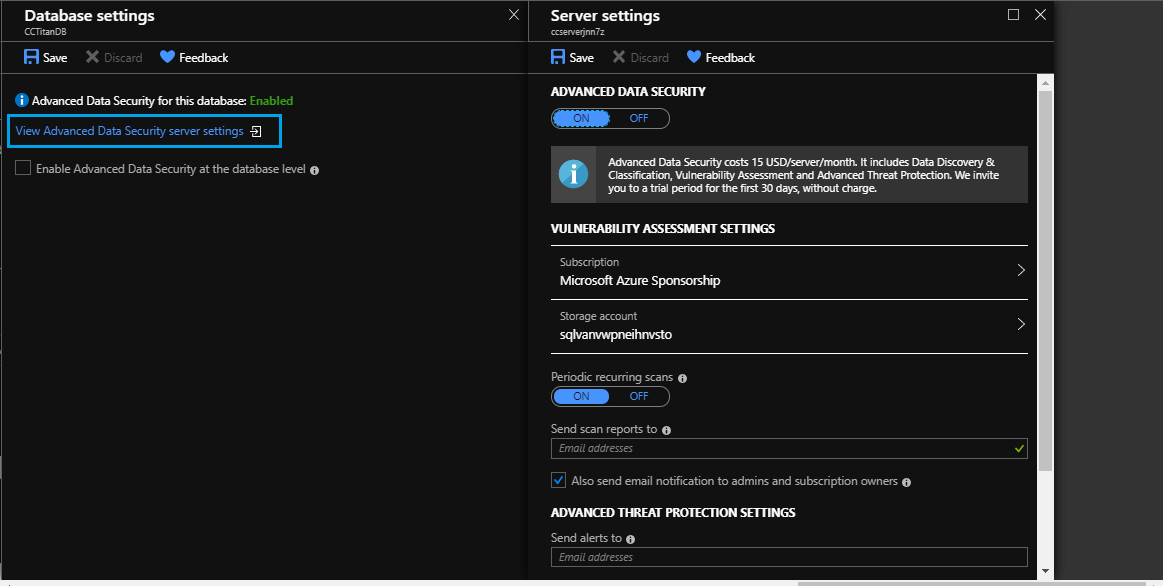 Database settings
CCTitanDB
Save Discard Feedback
Advanced Data Security for this database: Enabled
View Advanced Data Security server settings
Enable Advanced Data Security at the database level
Server settings
ccserverjnn7z
Save Discard Feedback
ADVANCED DATA SECURITY
ON OFF
Advanced Data Security costs 15 USD/server/month. It includes Data Discovery &
Classification, Vulnerability Assessment and Advanced Threat Protection. We invite
you to a trial period for the first 30 days, without charge.
VULNERABILITY ASSESSMENT SETTINGS
Subscription
Microsoft Azure Sponsorship
Storage account
sqlvanvwpneihnvsto
Periodic recurring scans
ON OFF
Send scan reports to
Email addresses
Also send email notification to admins and subscription owners
ADVANCED THREAT PROTECTION SETTINGS
Send alerts to
Email addresses